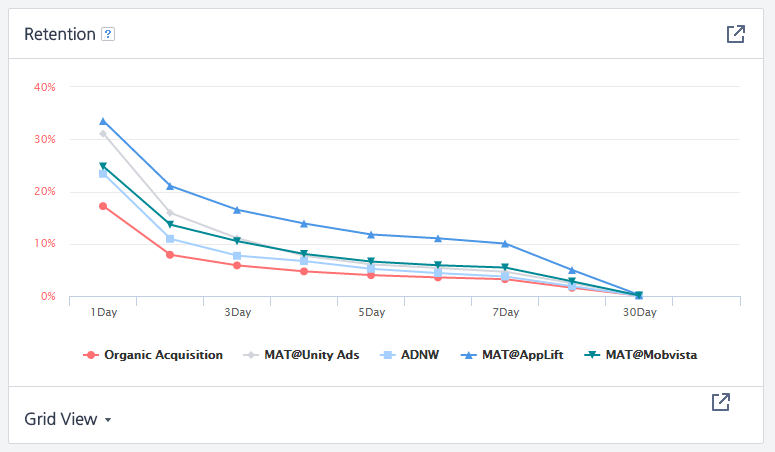 Retention ?
40%
30%
20%
10%
0%
1Day 3Day 5Day 7Day 30Day
Organic Acquisition MAT@Unity Ads ADNW MAT@AppLift MAT@Mobvista
Grid View